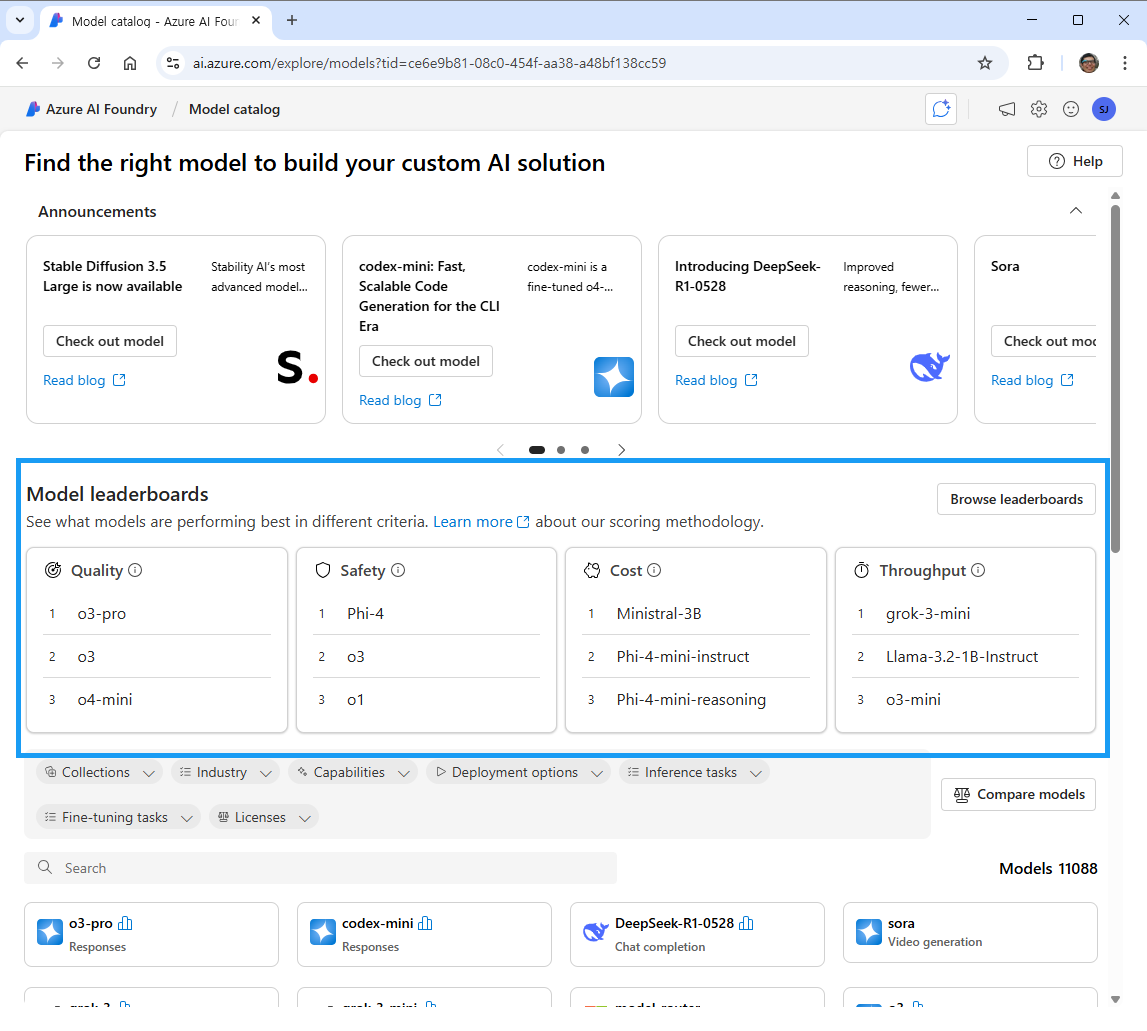 Model catalog - Azure AI Foun
ai.azure.com/explore/models?tid=ce6e9b81-08c0-454f-aa38-a48bf138cc59
Azure AI Foundry / Model catalog
SJ
Find the right model to build your custom AI solution
Help
Announcements
Stable Diffusion 3.5
Large is now available
Stability AI's most
advanced model...
Check out model
Read blog
S.
codex-mini: Fast,
Scalable Code
Generation for the CLI
Era
codex-mini is a
fine-tuned o4-...
Check out model
Read blog
Introducing DeepSeek-
R1-0528
Improved
reasoning, fewer...
Check out model
Read blog
Sora
Check out moc
Read blog
Model leaderboards
Browse leaderboards
See what models are performing best in different criteria. Learn more about our scoring methodology.
Quality
1 o3-pro
2 o3
3 o4-mini
Safety
1 Phi-4
2 o3
3 o1
Cost
1 Ministral-3B
2 Phi-4-mini-instruct
3 Phi-4-mini-reasoning
Throughput
1 grok-3-mini
2 Llama-3.2-1B-Instruct
3 o3-mini
Collections Industry Capabilities Deployment options Inference tasks
Fine-tuning tasks Licenses
Compare models
Search
Models 11088
o3-pro
Responses
codex-mini
Responses
DeepSeek-R1-0528
Chat completion
sora
Video generation
grok-3
grok-3-mini
model-router
o3